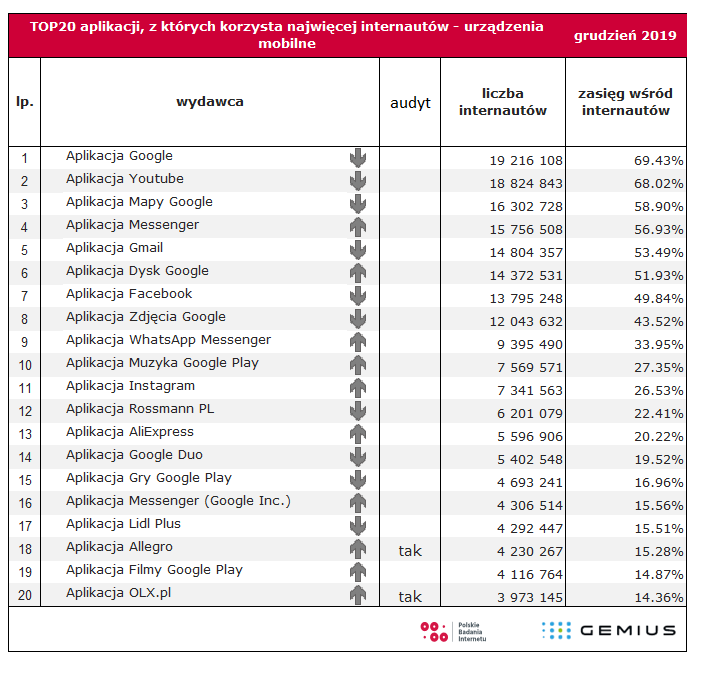 TOP20 aplikacji, z których korzysta najwięcej internautów - urządzenia
mobilne
grudzień 2019
lp.
wydawca
audyt
liczba
internautów
zasięg wśród
internautów
1 Aplikacja Google 19 216 108 69.43%
2 Aplikacja Youtube 18 824 843 68.02%
3 Aplikacja Mapy Google 16 302 728 58.90%
4 Aplikacja Messenger 15 756 508 56.93%
5 Aplikacja Gmail 14 804 357 53.49%
6 Aplikacja Dysk Google 14 372 531 51.93%
7 Aplikacja Facebook 13 795 248 49.84%
8 Aplikacja Zdjęcia Google 12 043 632 43.52%
9 Aplikacja WhatsApp Messenger 9 395 490 33.95%
10 Aplikacja Muzyka Google Play 7 569 571 27.35%
11 Aplikacja Instagram 7 341 563 26.53%
12 Aplikacja Rossmann PL 6 201 079 22.41%
13 Aplikacja AliExpress 5 596 906 20.22%
14 Aplikacja Google Duo 5 402 548 19.52%
15 Aplikacja Gry Google Play 4 693 241 16.96%
16 Aplikacja Messenger (Google Inc.) 4 306 514 15.56%
17 Aplikacja Lidl Plus 4 292 447 15.51%
18 Aplikacja Allegro tak 4 230 267 15.28%
19 Aplikacja Filmy Google Play 4 116 764 14.87%
20 Aplikacja OLX.pl tak 3 973 145 14.36%
Polskie
Badania
Internetu
GEMIUS